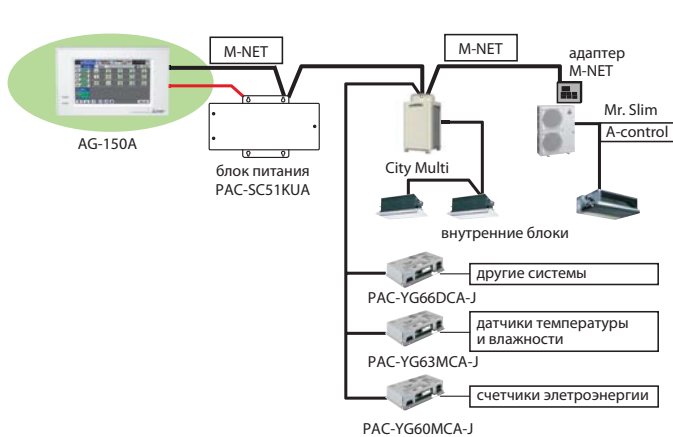 M-NET
M-NET
адаптер
M-NET
Mr. Slim
A-control
AG-150A
блок питания
PAC-SC51KUA
City Multi
внутренние блоки
другие системы
PAC-YG66DCA-J
датчики температуры
и влажности
PAC-YG63MCA-J
счетчики элетроэнергии
PAC-YG60MCA-J